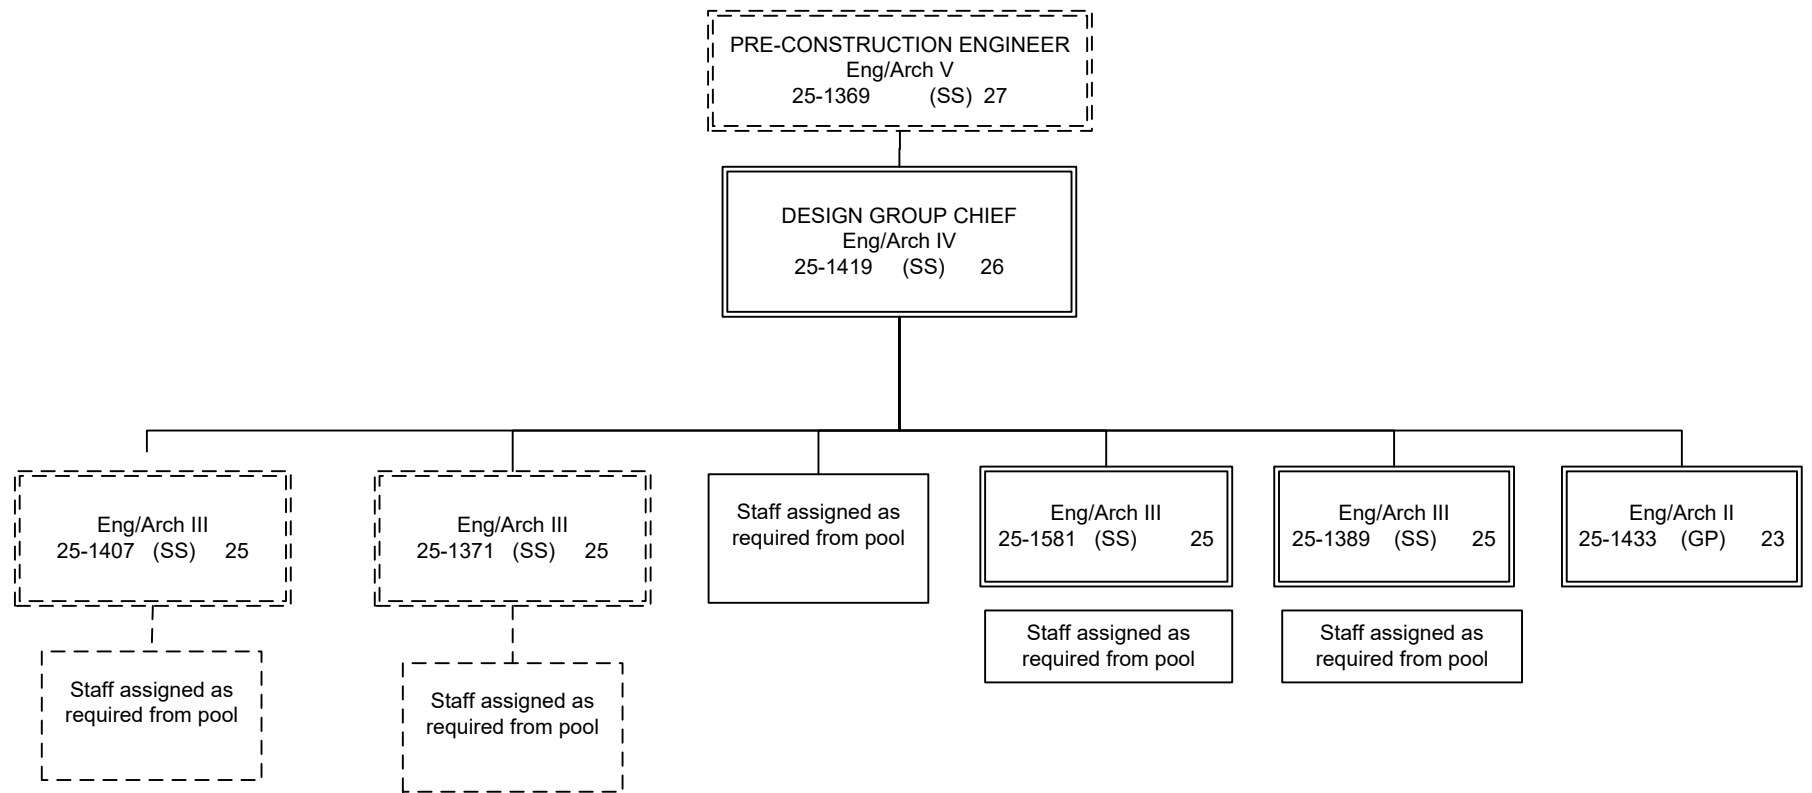 PRE-CONSTRUCTION ENGINEER
Eng/Arch V
25-1369 (SS) 27
DESIGN GROUP CHIEF
Eng/Arch IV
25-1419 (SS) 26
Eng/Arch III
25-1407 (SS) 25
Staff assigned as
required from pool
Eng/Arch III
25-1371 (SS) 25
Staff assigned as
required from pool
Staff assigned as
required from pool
Eng/Arch III
25-1581 (SS) 25
Staff assigned as
required from pool
Eng/Arch III
25-1389 (SS) 25
Staff assigned as
required from pool
Eng/Arch II
25-1433 (GP) 23